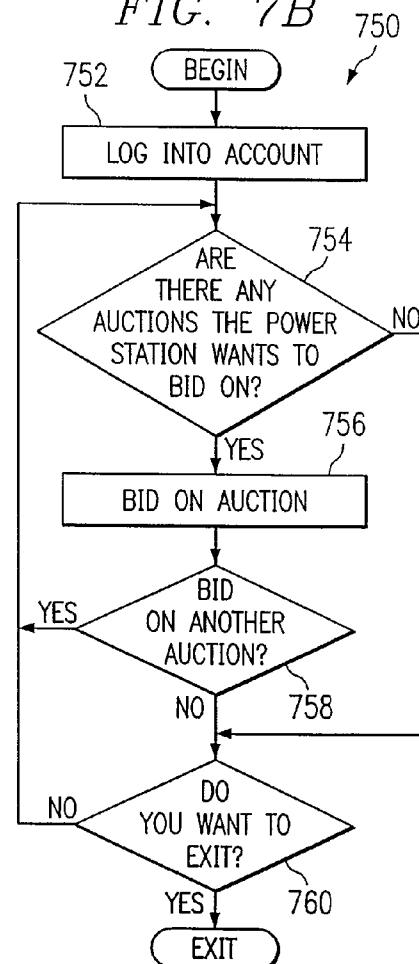 FIG. 7B
750
BEGIN
752
LOG INTO ACCOUNT
754
ARE
THERE ANY
AUCTIONS THE POWER
STATION WANTS TO
BID ON?
NO
YES
756
BID ON AUCTION
BID
ON ANOTHER
AUCTION?
YES
758
NO
DO
YOU WANT TO
EXIT?
NO
760
YES
EXIT